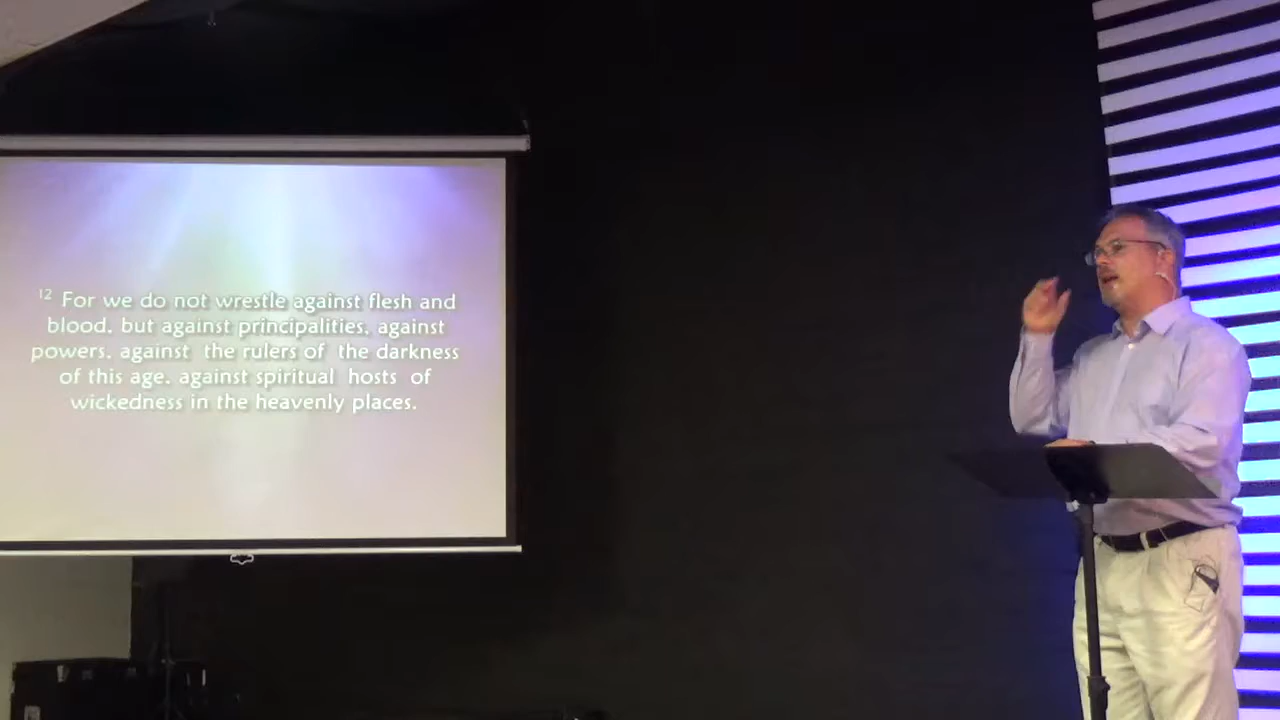 12 For we do not wrestle against flesh and
blood, but against principalities, against
powers, against the rulers of the darkness
of this age, against spiritual hosts of
wickedness in the heavenly places.